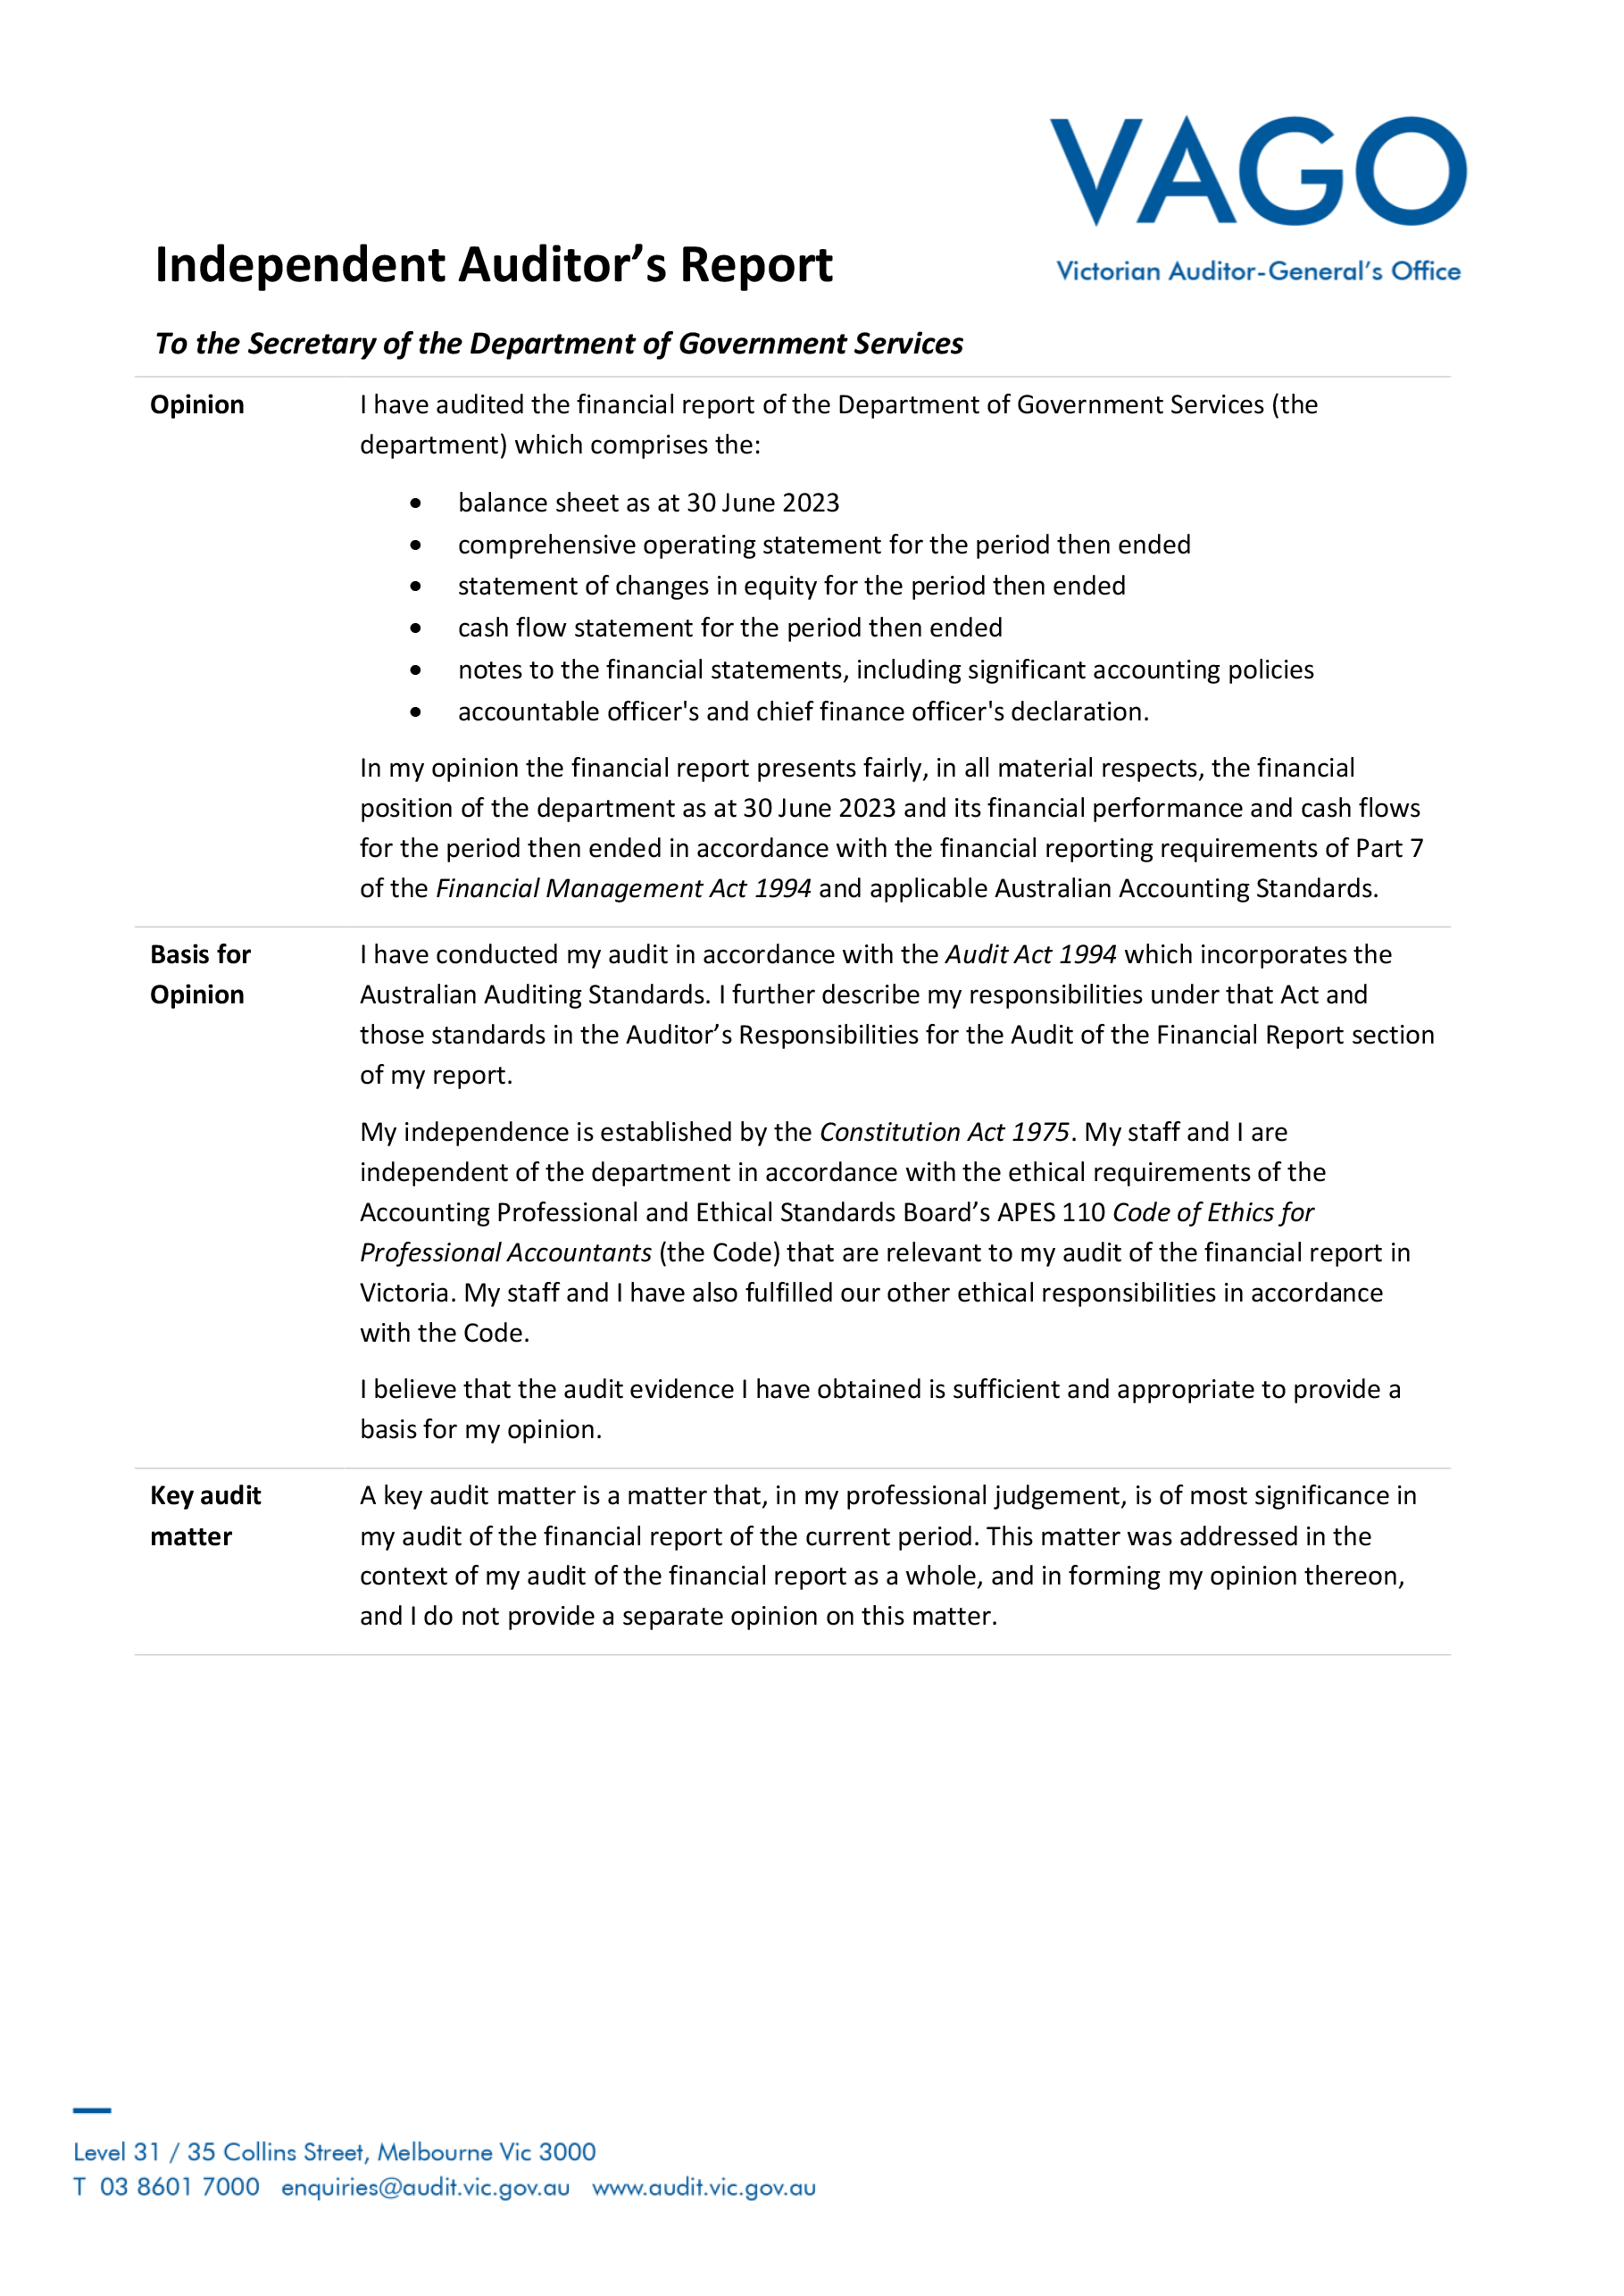 VAGO
Victorian Auditor-General's Office
Independent Auditor’s Report
To the Secretary of the Department of Government Services
Opinion
I have audited the financial report of the Department of Government Services (the
department) which comprises the:
• balance sheet as at 30 June 2023
• comprehensive operating statement for the period then ended
• statement of changes in equity for the period then ended
• cash flow statement for the period then ended
• notes to the financial statements, including significant accounting policies
• accountable officer's and chief finance officer's declaration.
In my opinion the financial report presents fairly, in all material respects, the financial
position of the department as at 30 June 2023 and its financial performance and cash flows
for the period then ended in accordance with the financial reporting requirements of Part 7
of the Financial Management Act 1994 and applicable Australian Accounting Standards.
Basis for
Opinion
I have conducted my audit in accordance with the Audit Act 1994 which incorporates the
Australian Auditing Standards. I further describe my responsibilities under that Act and
those standards in the Auditor’s Responsibilities for the Audit of the Financial Report section
of my report.
My independence is established by the Constitution Act 1975. My staff and I are
independent of the department in accordance with the ethical requirements of the
Accounting Professional and Ethical Standards Board’s APES 110 Code of Ethics for
Professional Accountants (the Code) that are relevant to my audit of the financial report in
Victoria. My staff and I have also fulfilled our other ethical responsibilities in accordance
with the Code.
I believe that the audit evidence I have obtained is sufficient and appropriate to provide a
basis for my opinion.
Key audit
matter
A key audit matter is a matter that, in my professional judgement, is of most significance in
my audit of the financial report of the current period. This matter was addressed in the
context of my audit of the financial report as a whole, and in forming my opinion thereon,
and I do not provide a separate opinion on this matter.
Level 31 / 35 Collins Street, Melbourne Vic 3000
T 03 8601 7000 enquiries@audit.vic.gov.au www.audit.vic.gov.au